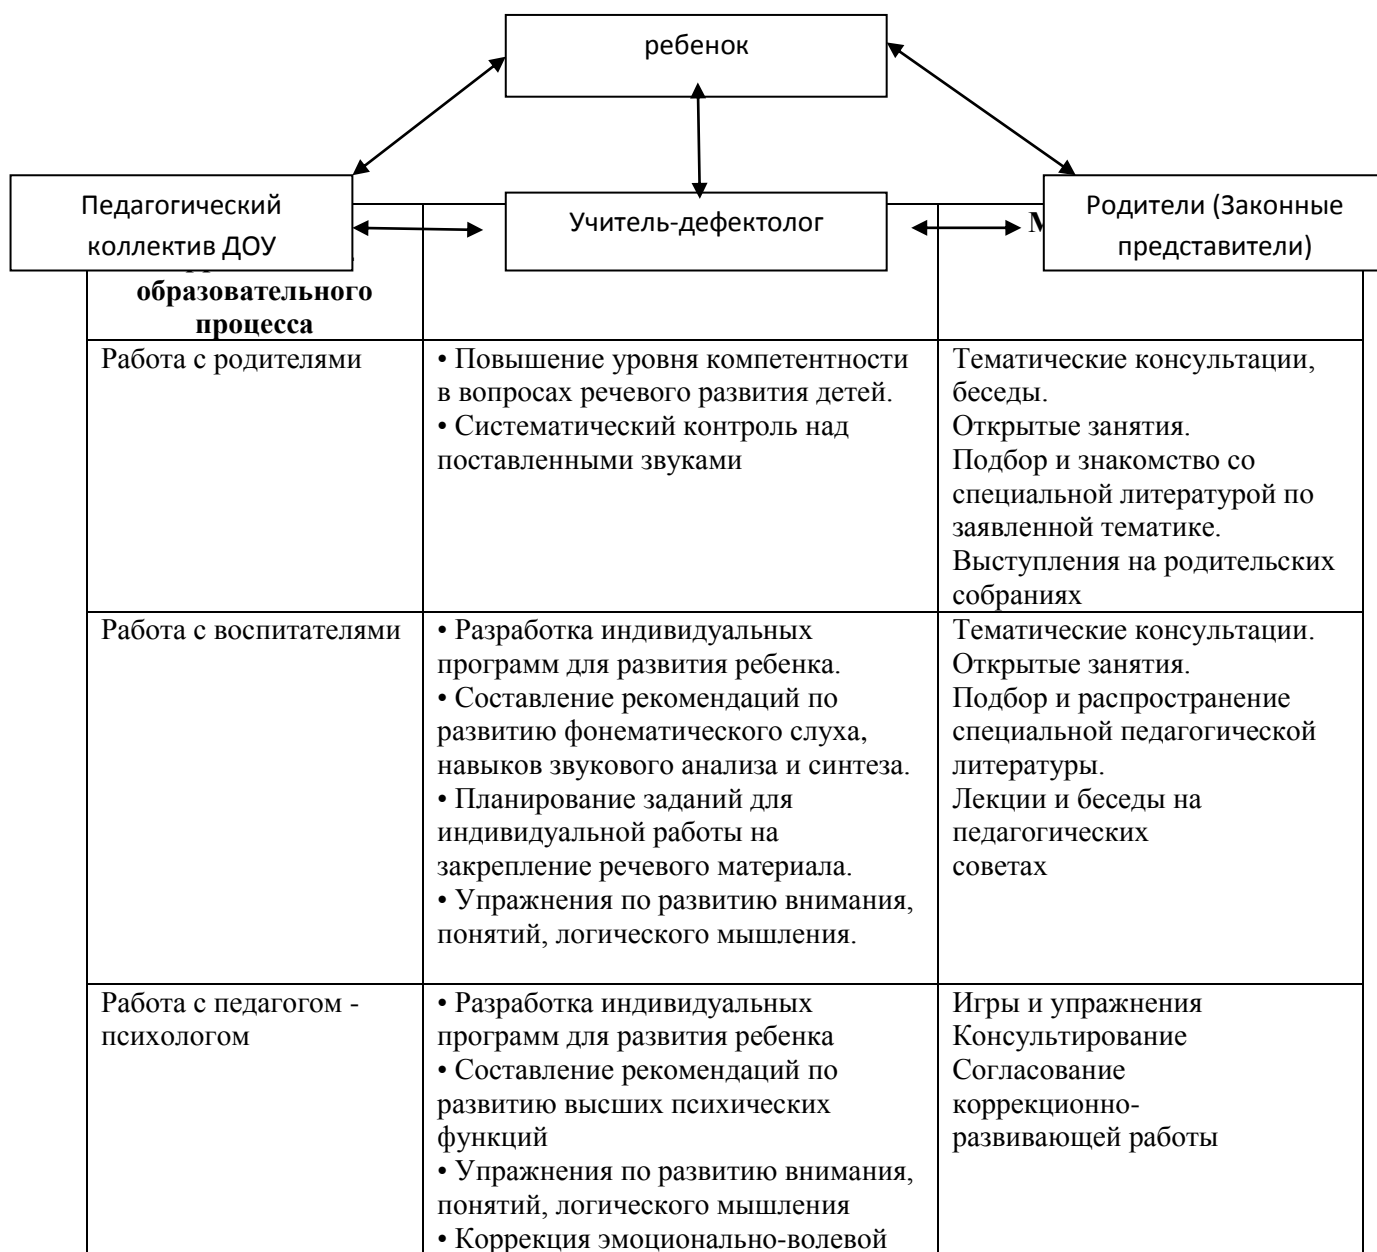 ребенок
Педагогический
коллектив ДОУ
Учитель-дефектолог
Родители (Законные
представители)
образовательного
процесса
Работа с родителями
• Повышение уровня компетентности
в вопросах речевого развития детей.
• Систематический контроль над
поставленными звуками
Тематические консультации,
беседы.
Открытые занятия.
Подбор и знакомство со
специальной литературой по
заявленной тематике.
Выступления на родительских
собраниях
Работа с воспитателями
• Разработка индивидуальных
программ для развития ребенка.
• Составление рекомендаций по
развитию фонематического слуха,
навыков звукового анализа и синтеза.
• Планирование заданий для
индивидуальной работы на
закрепление речевого материала.
• Упражнения по развитию внимания,
понятий, логического мышления.
Тематические консультации.
Открытые занятия.
Подбор и распространение
специальной педагогической
литературы.
Лекции и беседы на
педагогических
советах
Работа с педагогом -
психологом
• Разработка индивидуальных
программ для развития ребенка
• Составление рекомендаций по
развитию высших психических
функций
• Упражнения по развитию внимания,
понятий, логического мышления
• Коррекция эмоционально-волевой
Игры и упражнения
Консультирование
Согласование
коррекционно-
развивающей работы